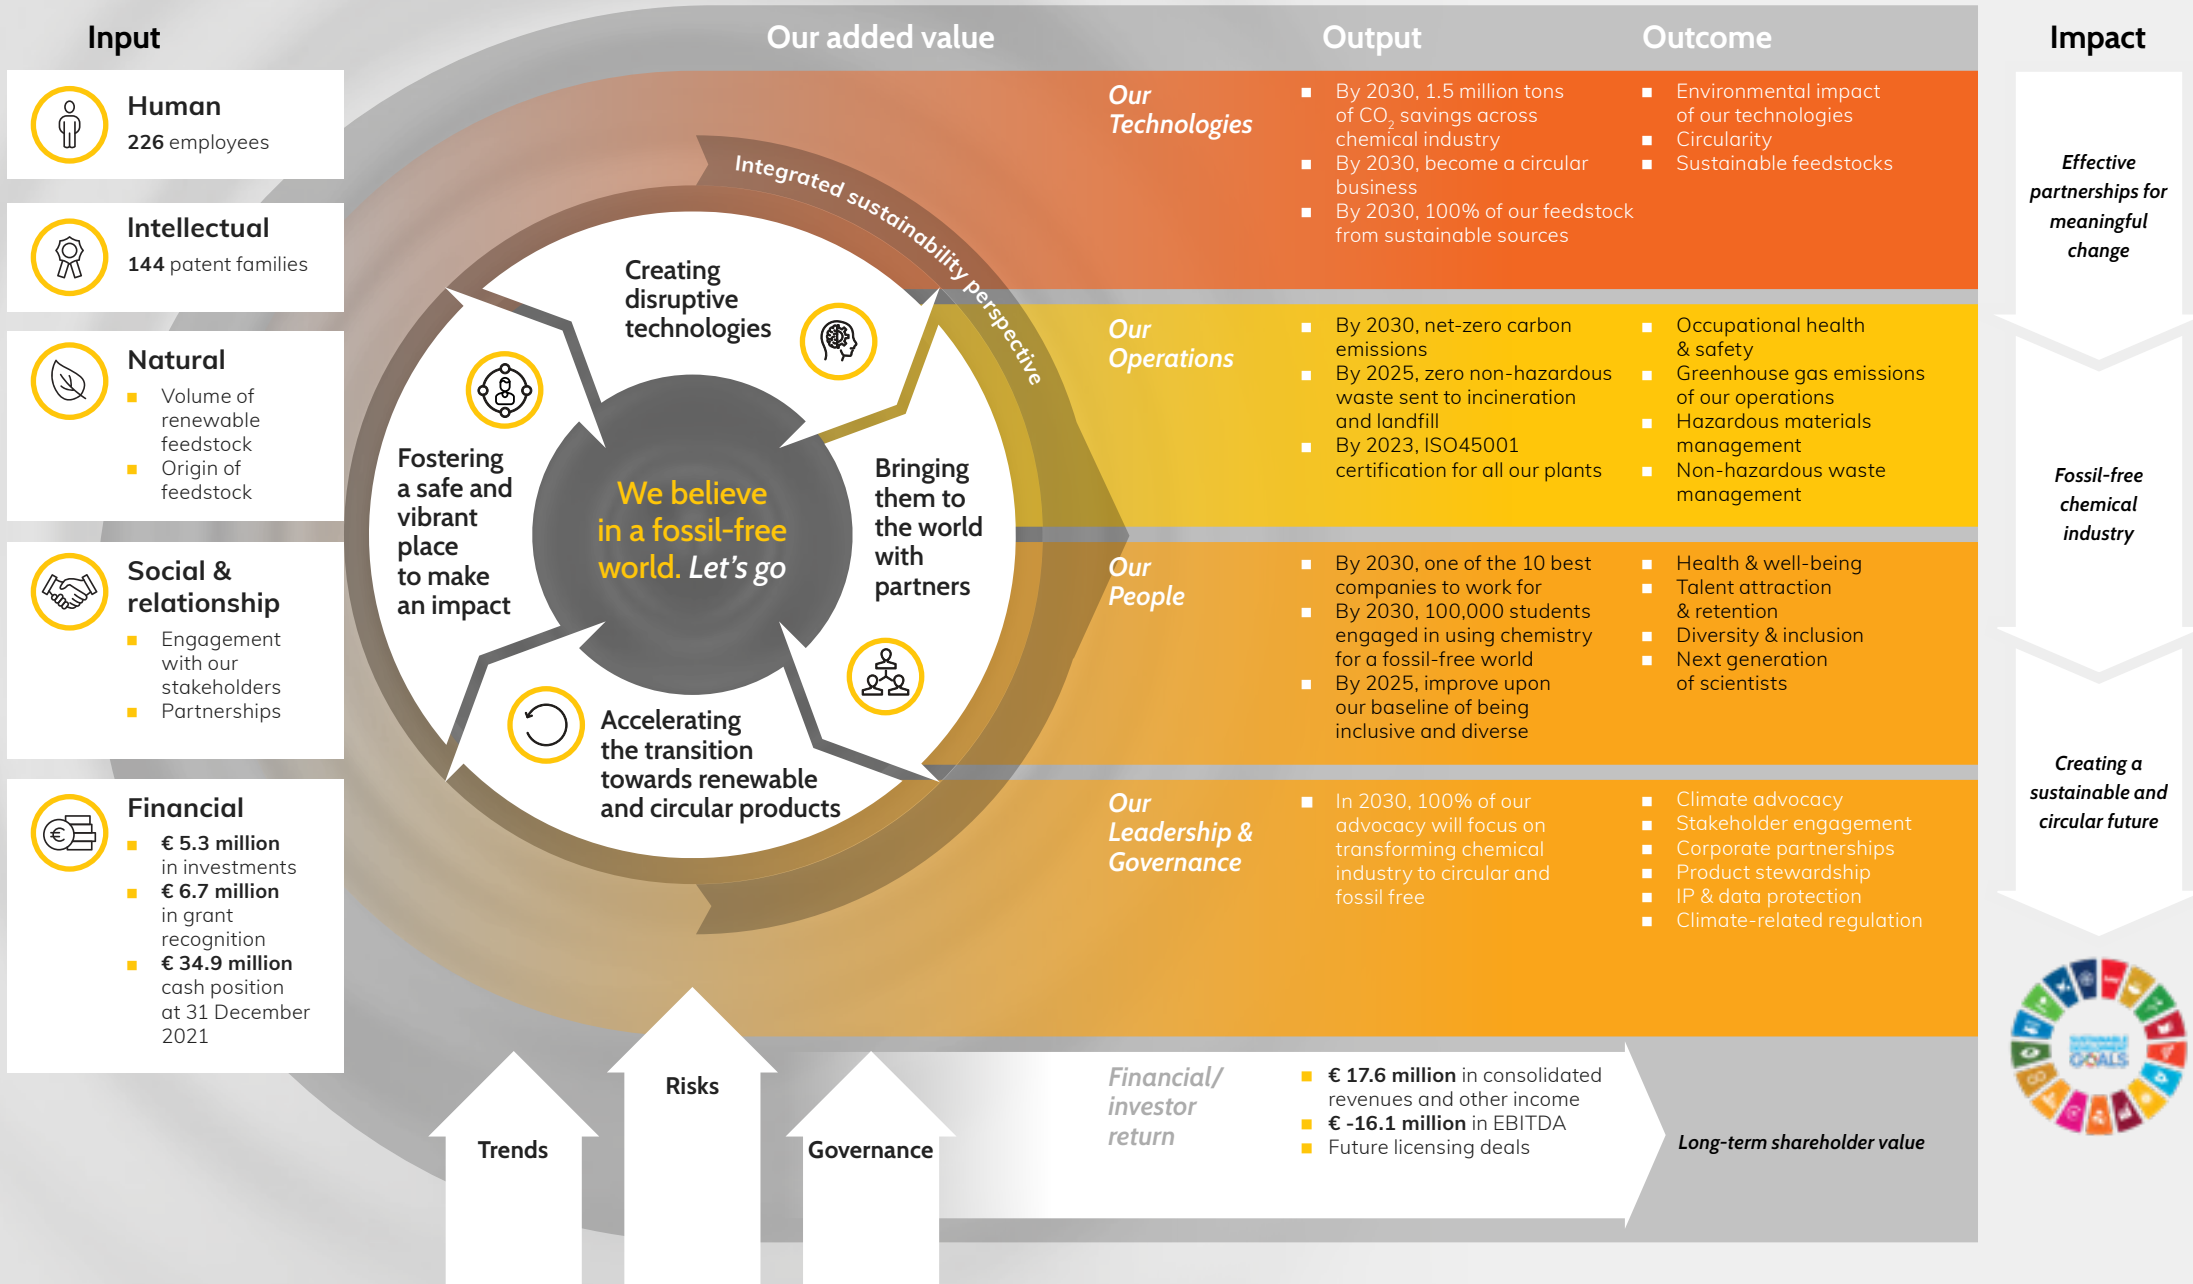 Input
Our added value
Output
Outcome
Impact
Human
226 employees
Intellectual
144 patent families
Natural
Volume of
renewable
feedstock
Origin of
feedstock
Social &
relationship
Engagement
with our
stakeholders
Partnerships
Financial
€ 5.3 million
in investments
€ 6.7 million
in grant
recognition
€ 34.9 million
cash position
at 31 December
2021
Integrated sustainability perspective
Creating
disruptive
technologies
Bringing
them to
the world
with
partners
Accelerating
the transition
towards renewable
and circular products
Fostering
a safe and
vibrant
place
to make
an impact
We believe
in a fossil-free
world. Let's go
Trends
Risks
Governance
Our
Technologies
By 2030, 1.5 million tons
of CO2 savings across
chemical industry
By 2030, become a circular
business
By 2030, 100% of our feedstock
from sustainable sources
Environmental impact
of our technologies
Circularity
Sustainable feedstocks
Our
Operations
By 2030, net-zero carbon
emissions
By 2025, zero non-hazardous
waste sent to incineration
and landfill
By 2023, ISO45001
certification for all our plants
Occupational health
& safety
Greenhouse gas emissions
of our operations
Hazardous materials
management
Non-hazardous waste
management
Our
People
By 2030, one of the 10 best
companies to work for
By 2030, 100,000 students
engaged in using chemistry
for a fossil-free world
By 2025, improve upon
our baseline of being
inclusive and diverse
Health & well-being
Talent attraction
& retention
Diversity & inclusion
Next generation
of scientists
Our
Leadership &
Governance
In 2030, 100% of our
advocacy will focus on
transforming chemical
industry to circular and
fossil free
Climate advocacy
Stakeholder engagement
Corporate partnerships
Product stewardship
IP & data protection
Climate-related regulation
Financial/
investor
return
€ 17.6 million in consolidated
revenues and other income
€ -16.1 million in EBITDA
Future licensing deals
Long-term shareholder value
Effective
partnerships for
meaningful
change
Fossil-free
chemical
industry
Creating a
sustainable and
circular future
SUSTAINABLE
DEVELOPMENT
GOALS